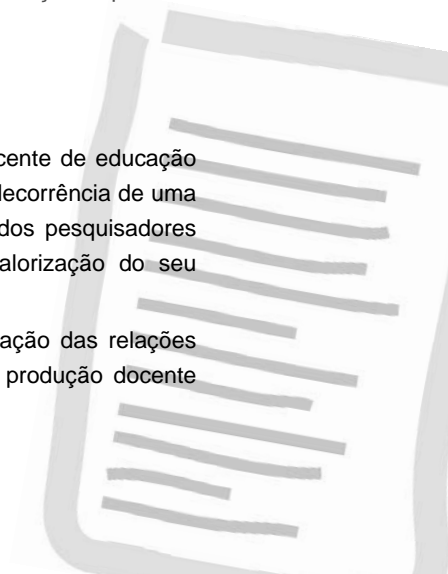 cente de educação
decorrência de uma
dos pesquisadores
alorização do seu
ação das relações
produção docente